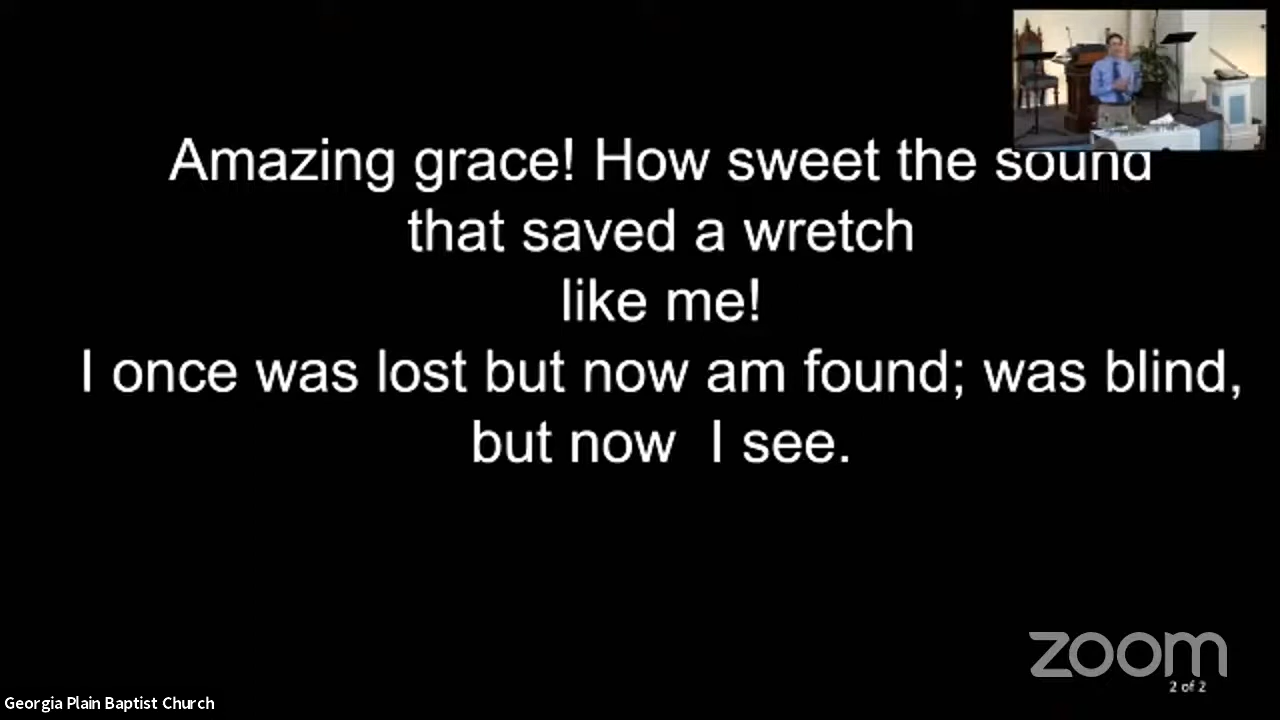 Amazing grace! How sweet the sound
that saved a wretch
like me!
I once was lost but now am found; was blind,
but now  I see.
zoom
2 of 2
Georgia Plain Baptist Church